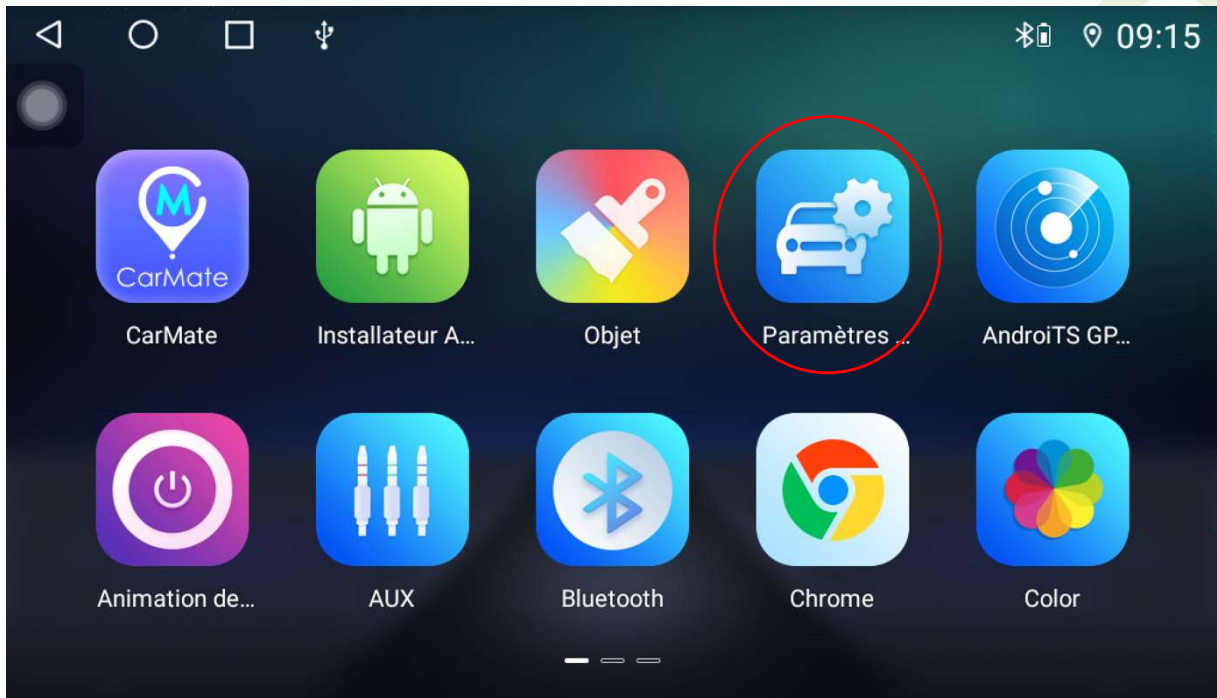 09:15
M
CarMate
CarMate
Installateur A...
Objet
Paramètres ...
AndroiTS GP...
Animation de...
AUX
Bluetooth
Chrome
Color